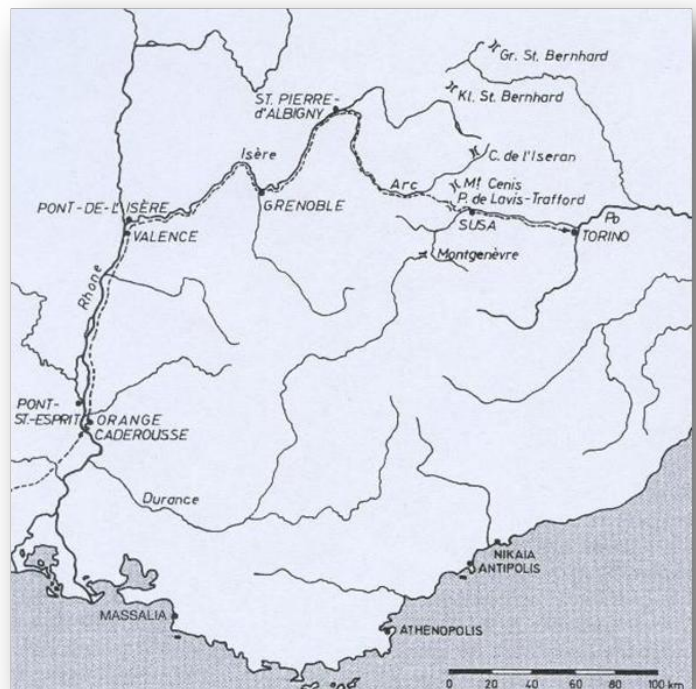 Gr. St. Bernhard
Kl. St. Bernhard
ST. PIERRE-
d'ALBIGNY
Isère
C. de l'Iseran
Arc
Mt Cenis
P. de Lavis-Trafford
GRENOBLE
PONT-DE-L'ISÈRE
VALENCE
SUSA
Po
TORINO
Montgenèvre
Rhone
PONT-
ST.-ESPRIT
ORANGE
CADEROUSSE
Durance
NIKAIA
ANTIPOLIS
MASSALIA
ATHENOPOLIS
0 20 40 60 80 100 km